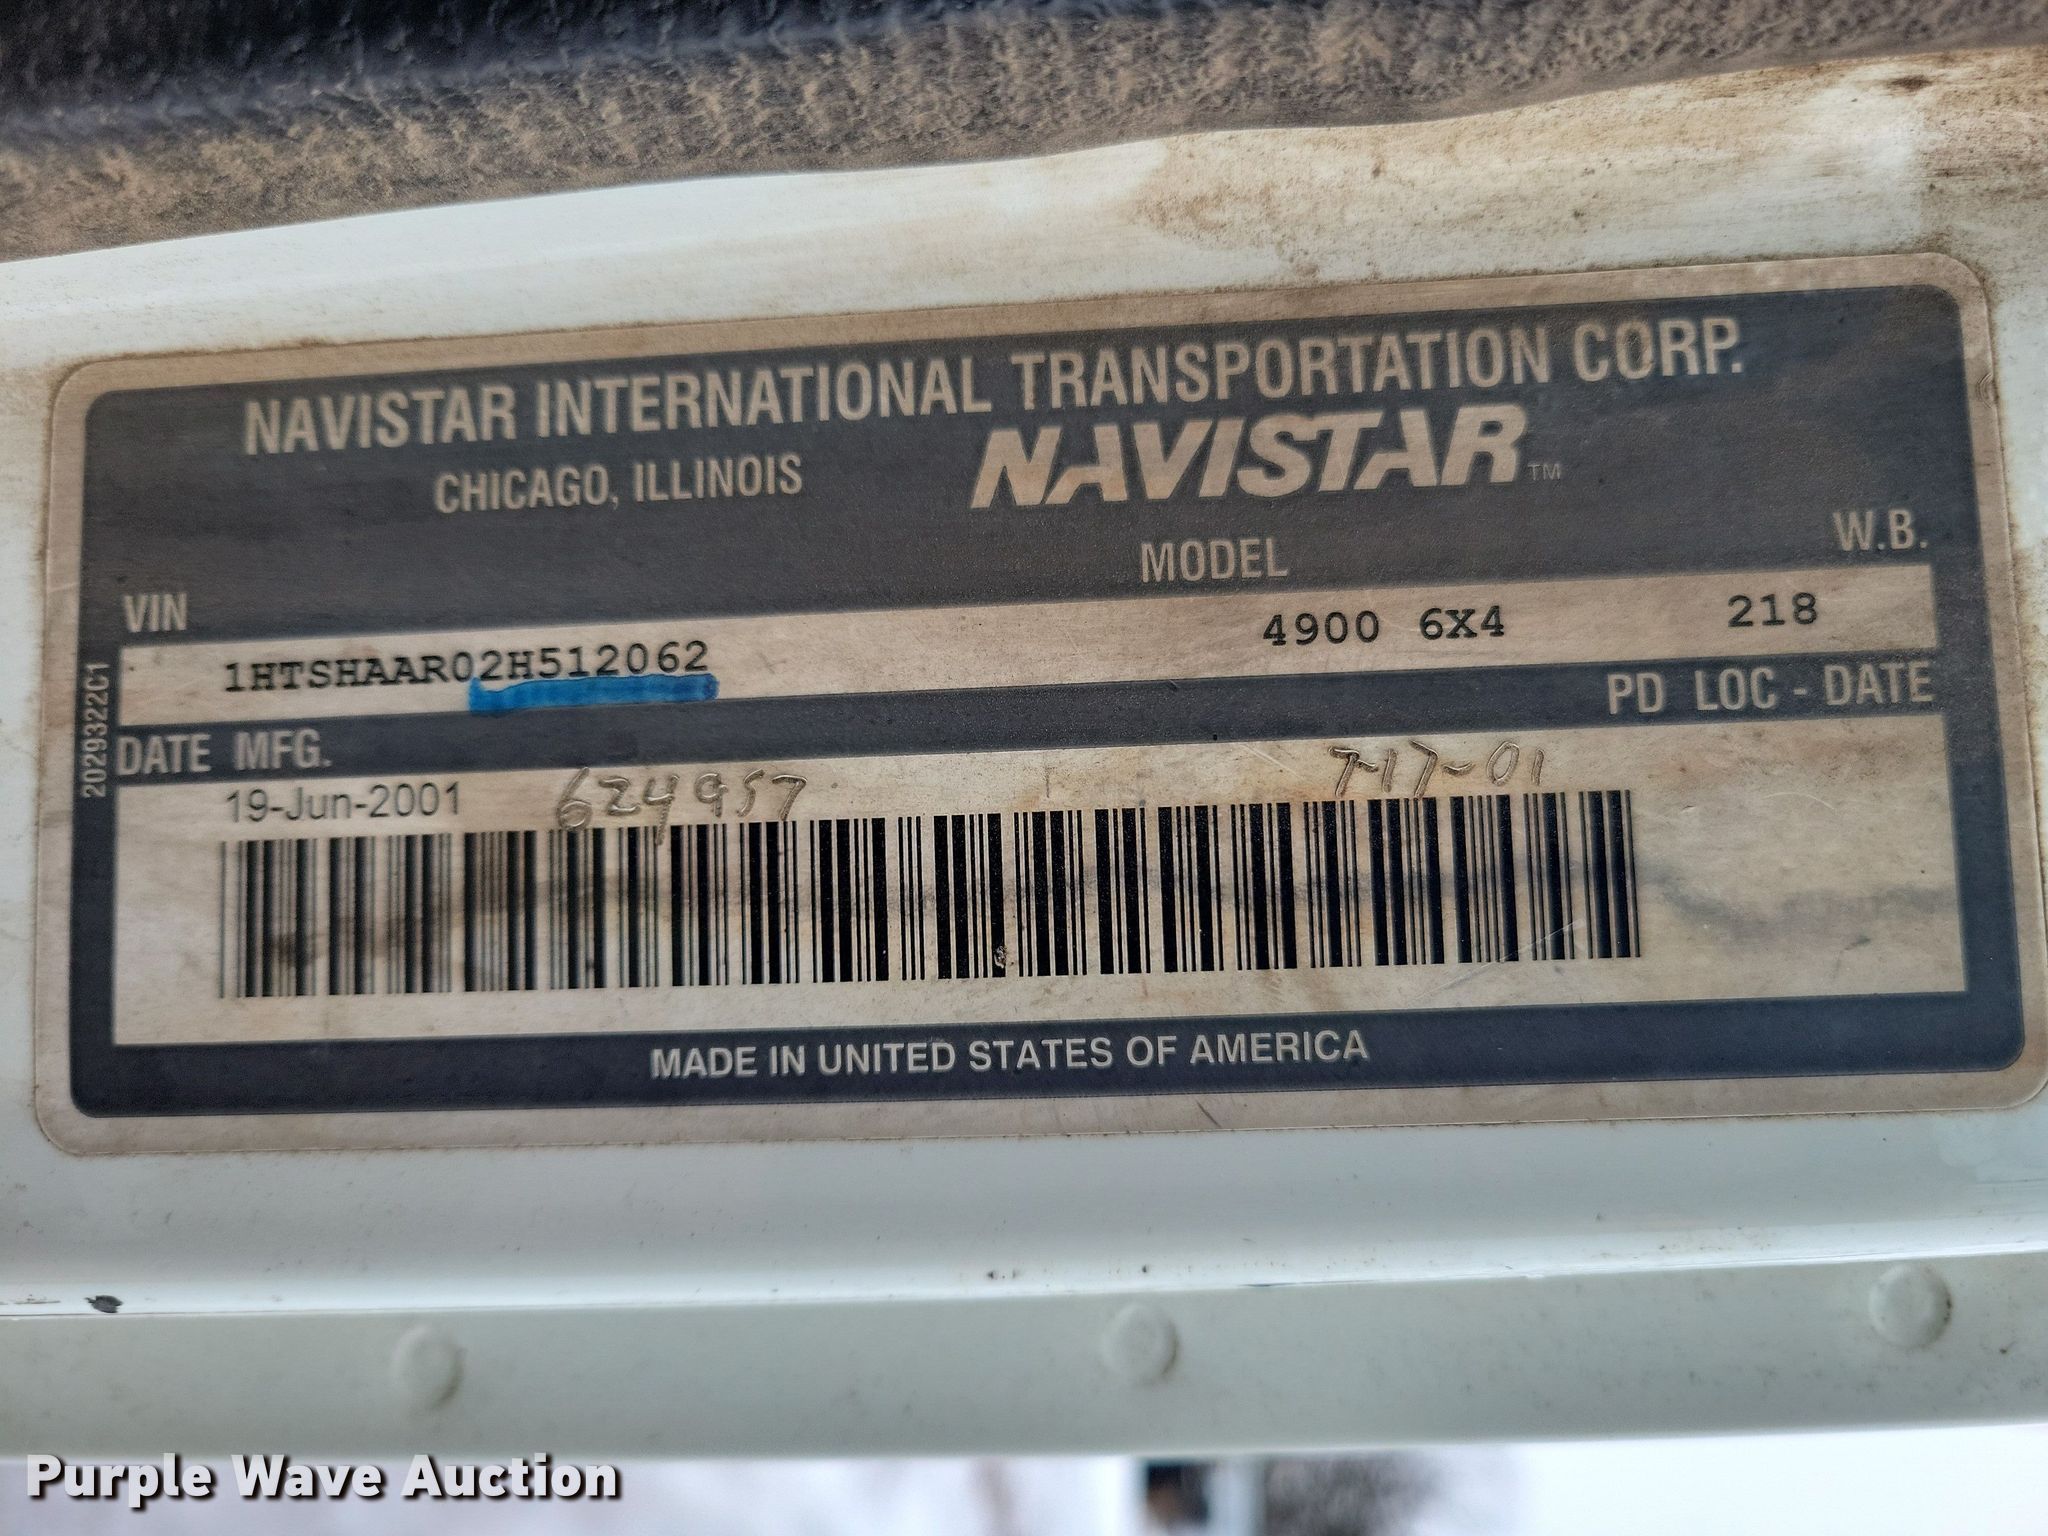 NAVISTAR INTERNATIONAL TRANSPORTATION CORP.
CHICAGO, ILLINOIS NAVISTAR™
VIN MODEL W.B.
1HTSHAAR02H512062 4900 6X4 218
DATE MFG. PD LOC - DATE
19-Jun-2001 624957 7-17-01
MADE IN UNITED STATES OF AMERICA
2029322C1
Purple Wave Auction